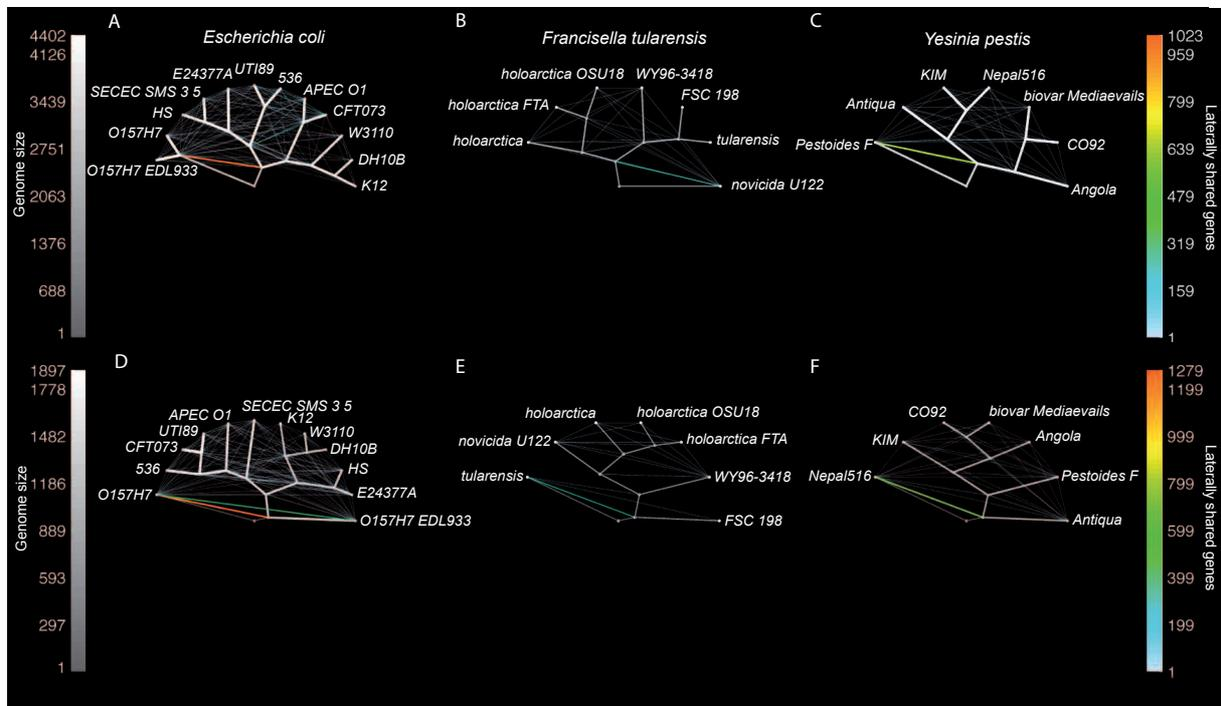 A
B
C
Escherichia coli
Francisella tularensis
Yesinia pestis
4402
4126
3439
2751
2063
1376
688
1
Genome size
E24377A
UTI89
536
SECEC SMS 3 5
APEC O1
HS
CFT073
O157H7
W3110
DH10B
O157H7 EDL933
K12
holoarctica OSU18
WY96-3418
holoarctica FTA
FSC 198
holoarctica
tularensis
novicida U122
KIM
Nepal516
Antiqua
biovar Mediaevails
Pestoides F
CO92
Angola
1023
959
799
639
479
319
159
1
Laterally shared genes
D
E
F
1897
1778
1482
1186
889
593
297
1
Genome size
SECEC SMS 3 5
APEC O1
K12
UTI89
W3110
CFT073
DH10B
536
HS
O157H7
E24377A
O157H7 EDL933
holoarctica
holoarctica OSU18
novicida U122
holoarctica FTA
tularensis
WY96-3418
FSC 198
CO92
biovar Mediaevails
KIM
Angola
Nepal516
Pestoides F
Antiqua
1279
1199
999
799
599
399
199
1
Laterally shared genes